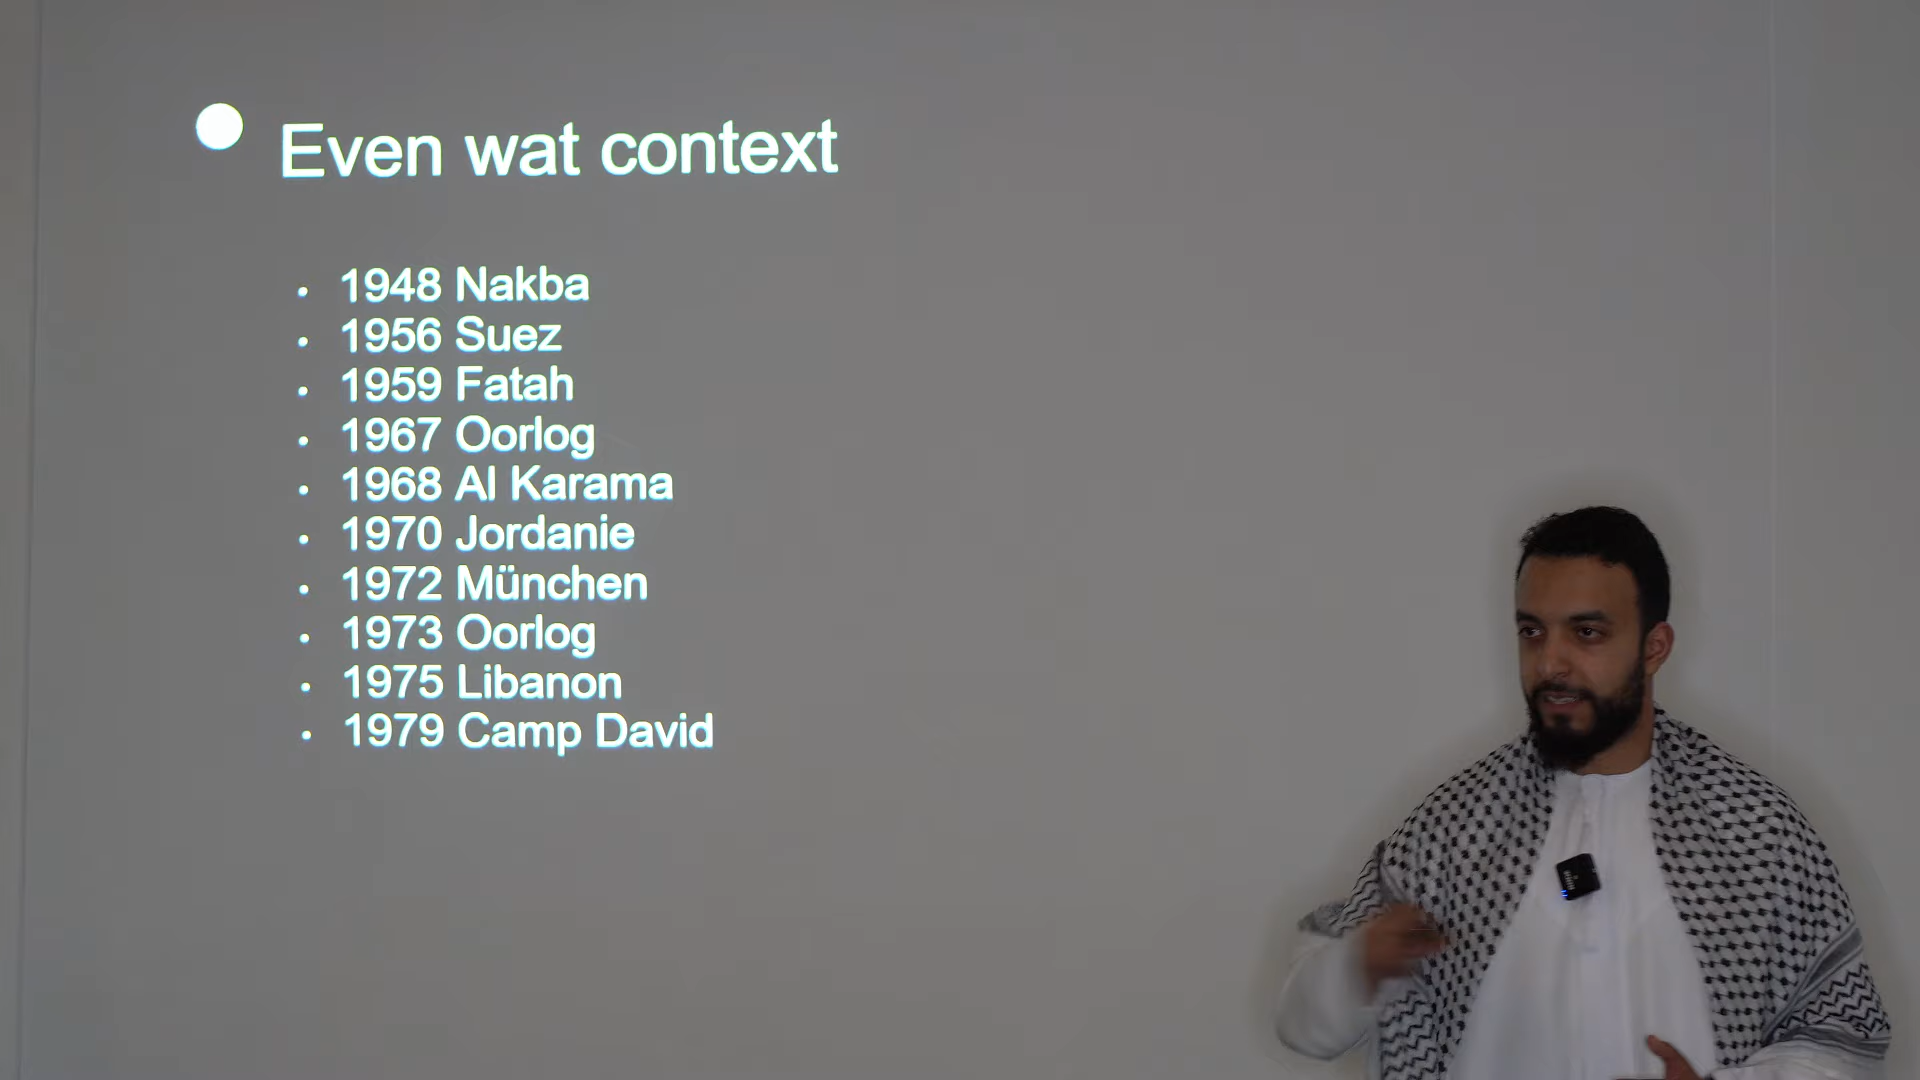 Even wat context
1948 Nakba
1956 Suez
1959 Fatah
1967 Oorlog
1968 Al Karama
1970 Jordanie
1972 München
1973 Oorlog
1975 Libanon
1979 Camp David